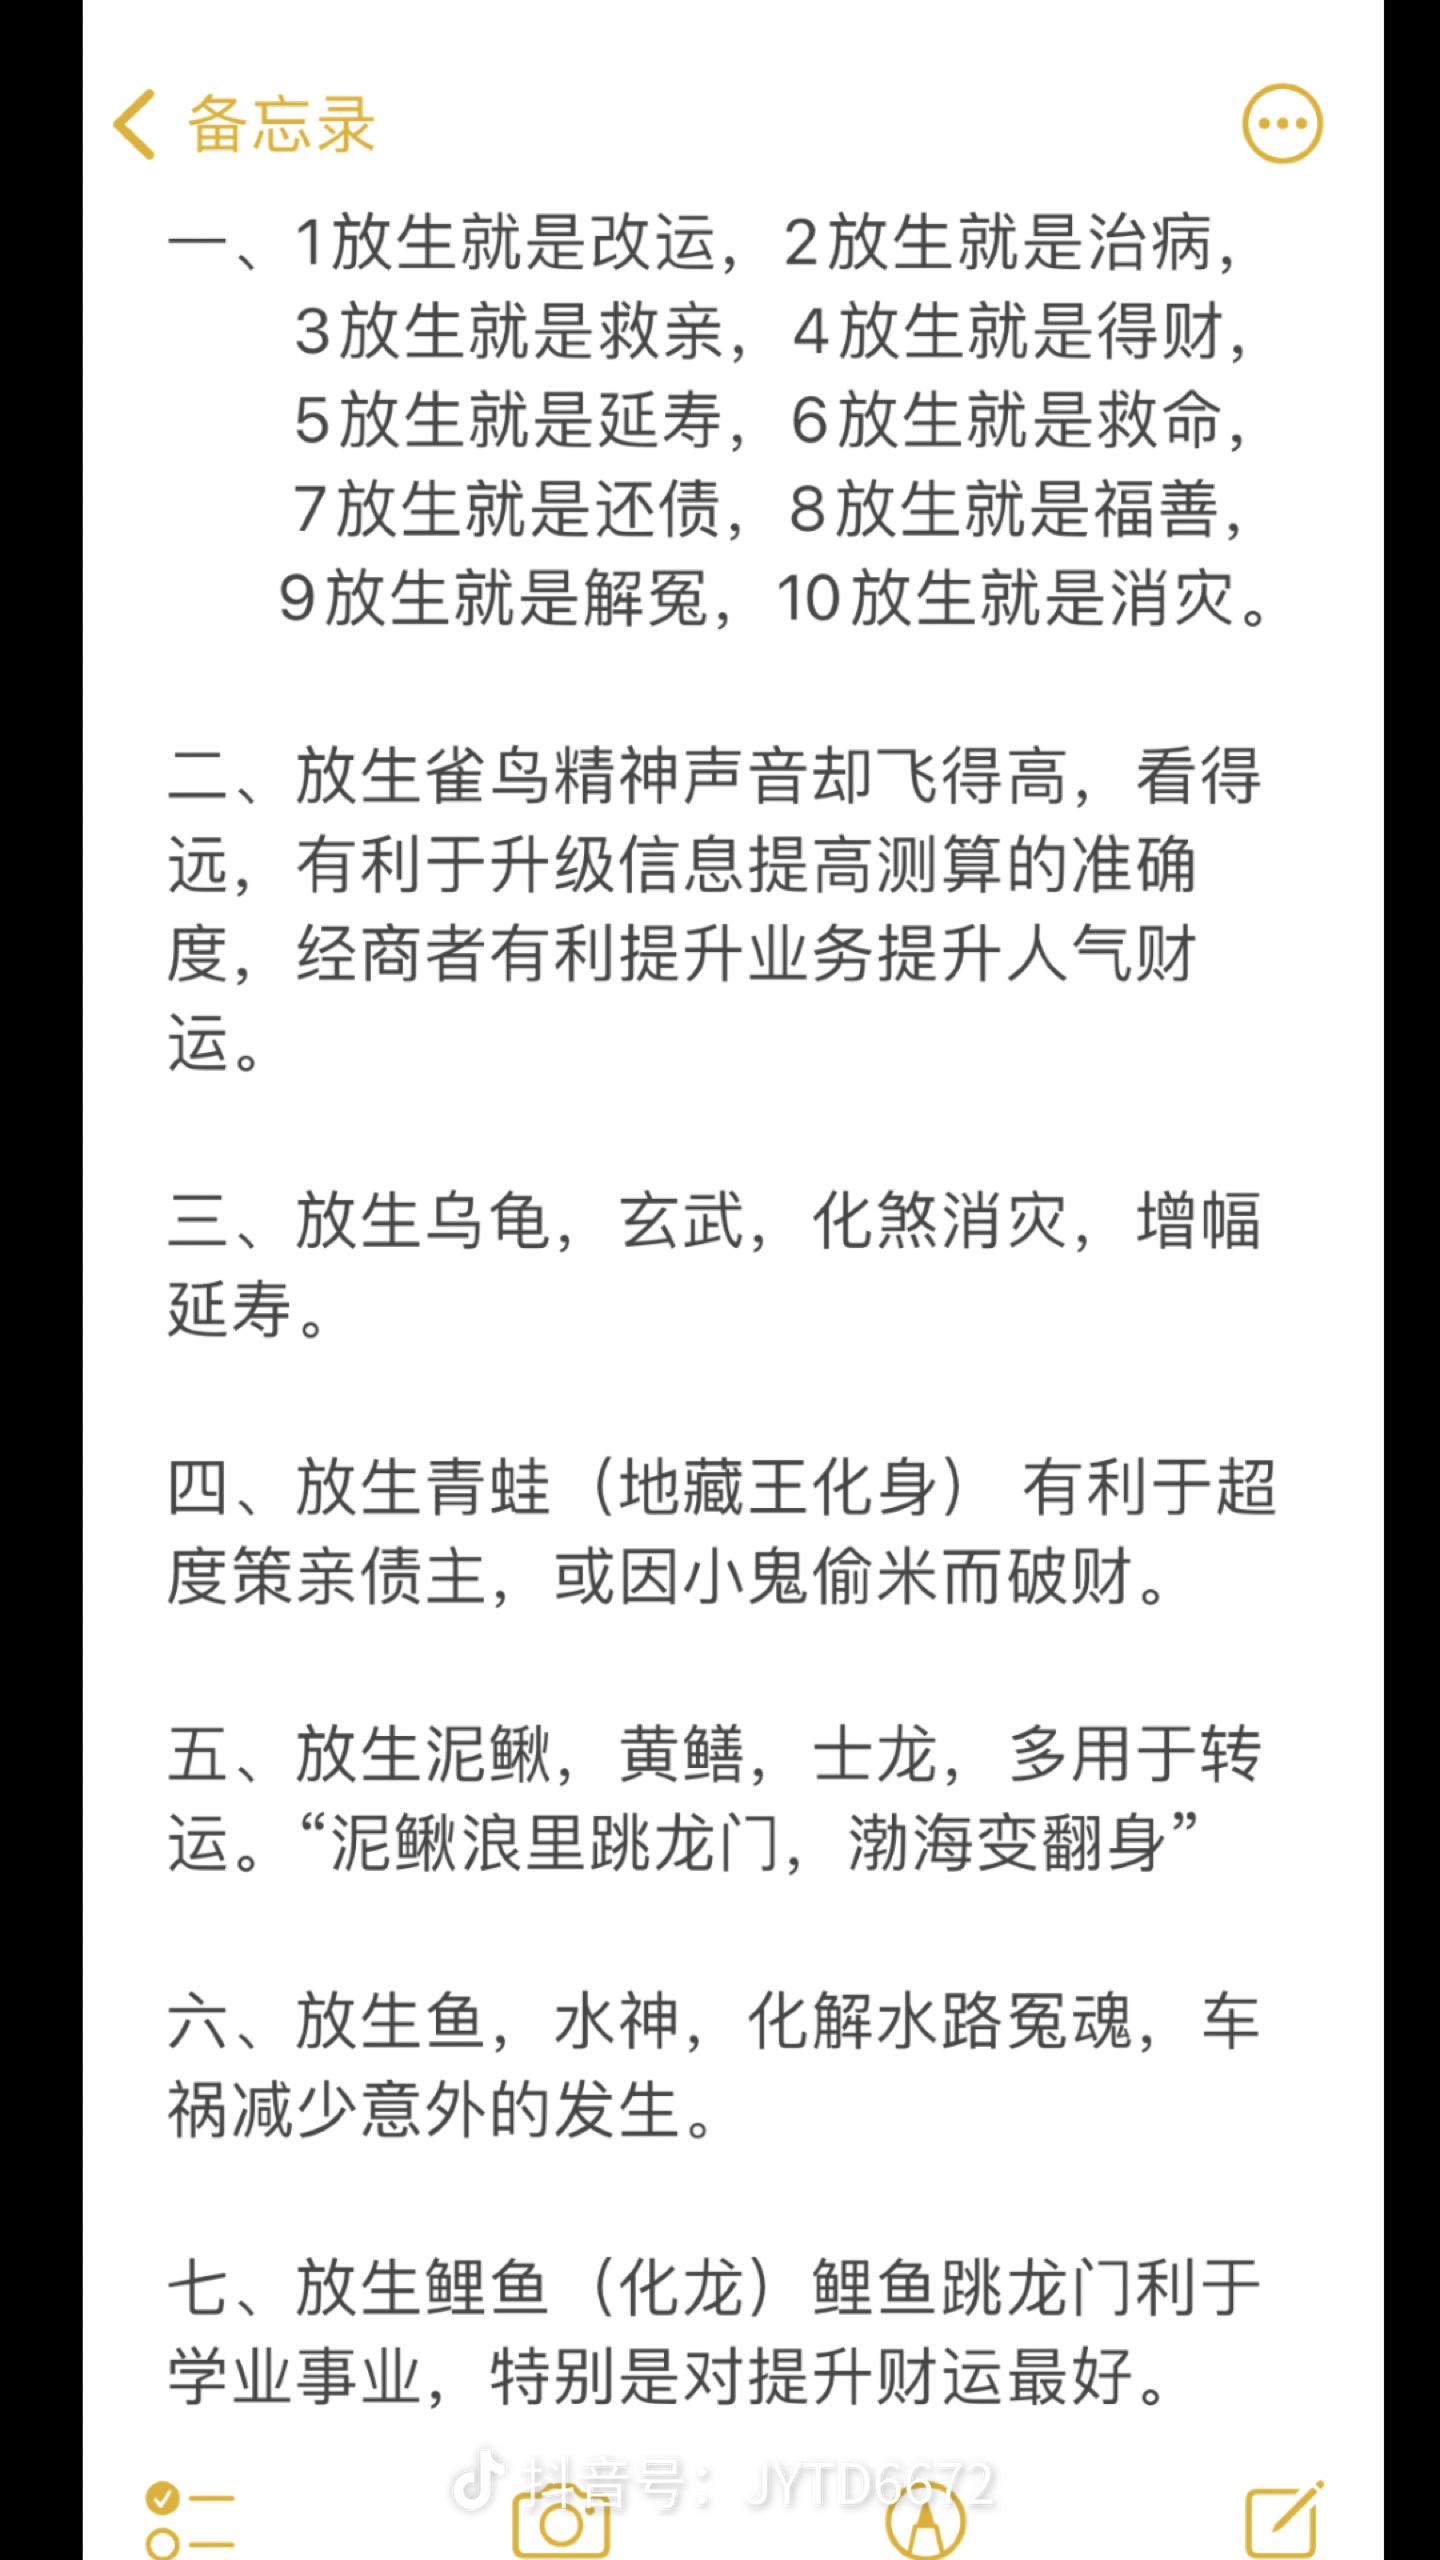 备忘录
一、1放生就是改运，2放生就是治病，
3放生就是救亲，4放生就是得财，
5放生就是延寿，6放生就是救命，
7放生就是还债，8放生就是福善，
9放生就是解冤，10放生就是消灾。
二、放生雀鸟精神声音却飞得高，看得
远，有利于升级信息提高测算的准确
度，经商者有利提升业务提升人气财
运。
三、放生乌龟，玄武，化煞消灾，增幅
延寿。
四、放生青蛙（地藏王化身） 有利于超
度策亲债主，或因小鬼偷米而破财。
五、放生泥鳅，黄鳝，士龙，多用于转
运。“泥鳅浪里跳龙门，渤海变翻身”
六、放生鱼，水神，化解水路冤魂，车
祸减少意外的发生。
七、放生鲤鱼（化龙）鲤鱼跳龙门利于
学业事业，特别是对提升财运最好。
抖音号：JYTD6672